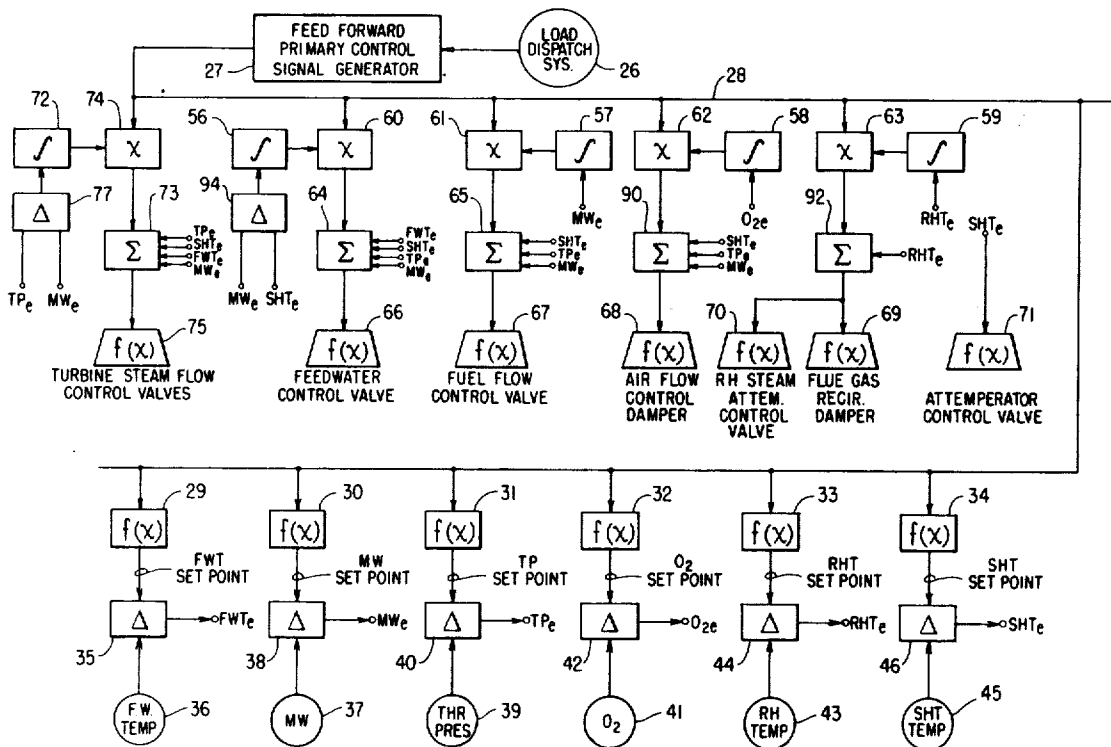 FEED FORWARD
PRIMARY CONTROL
SIGNAL GENERATOR
27
LOAD
DISPATCH
SYS.
26
28
72
74
56
60
61
57
62
58
63
59
∫
χ
∫
χ
χ
∫
χ
∫
χ
∫
77
73
94
64
65
90
92
Δ
Σ
TPe
SHTe
FWTe
MWe
Δ
Σ
FWTe
SHTe
TPe
MWe
MWe
Σ
SHTe
TPe
MWe
O2e
Σ
SHTe
TPe
MWe
RHTe
Σ
RHTe
SHTe
TPe
MWe
MWe
SHTe
75
66
67
68
70
69
71
f(χ)
f(χ)
f(χ)
f(χ)
f(χ)
f(χ)
f(χ)
TURBINE STEAM FLOW
CONTROL VALVES
FEEDWATER
CONTROL VALVE
FUEL FLOW
CONTROL VALVE
AIR FLOW
CONTROL
DAMPER
RH STEAM
ATTEM.
CONTROL
VALVE
FLUE GAS
RECIR.
DAMPER
ATTEMPERATOR
CONTROL VALVE
29
30
31
32
33
34
f(χ)
f(χ)
f(χ)
f(χ)
f(χ)
f(χ)
FWT
SET POINT
MW
SET POINT
TP
SET POINT
O2
SET POINT
RHT
SET POINT
SHT
SET POINT
Δ
FWTe
Δ
MWe
Δ
TPe
Δ
O2e
Δ
RHTe
Δ
SHTe
35
38
40
42
44
46
F.W.
TEMP
36
MW
37
THR
PRES
39
O2
41
RH
TEMP
43
SHT
TEMP
45